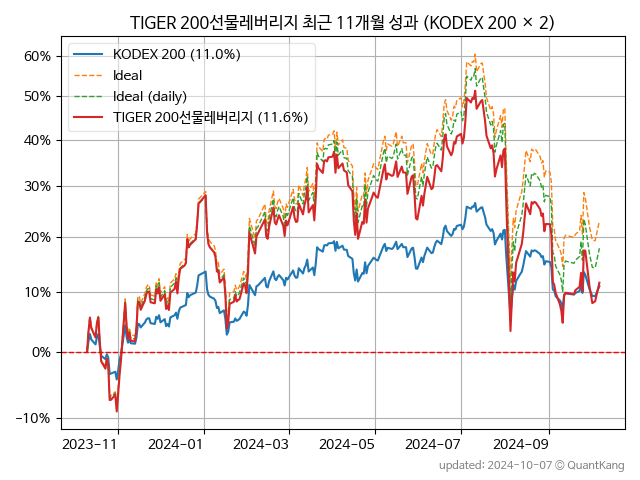 TIGER 200선물레버리지 최근 11개월 성과 (KODEX 200 × 2)
KODEX 200 (11.0%)
Ideal
Ideal (daily)
TIGER 200선물레버리지 (11.6%)
60%
50%
40%
30%
20%
10%
0%
−10%
2023-11
2024-01
2024-03
2024-05
2024-07
2024-09
updated: 2024-10-07 © QuantKang